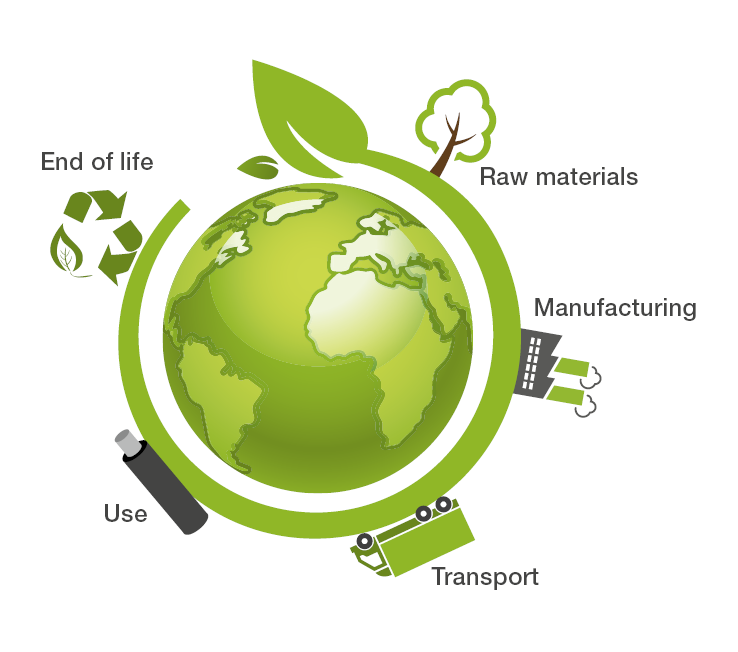 End of life
Raw materials
Manufacturing
Use
Transport